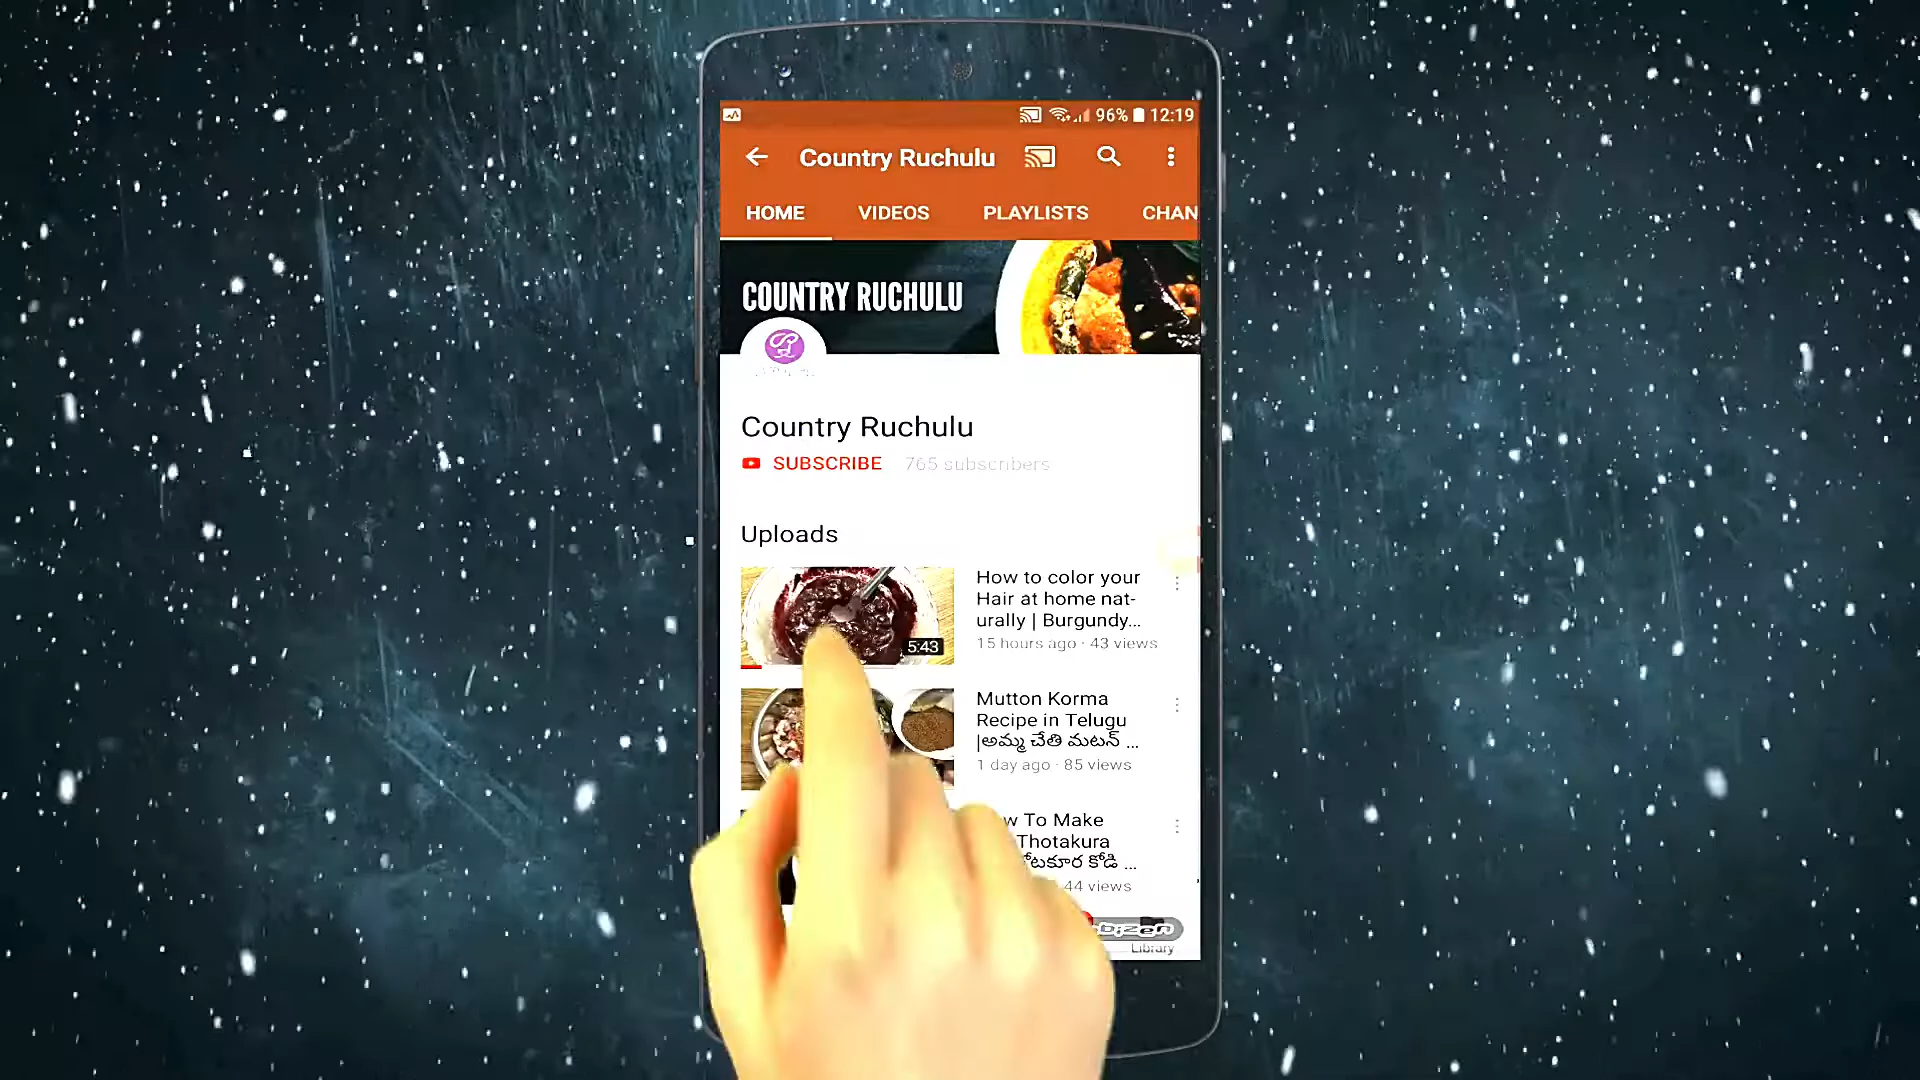 96% 12:19
Country Ruchulu
HOME VIDEOS PLAYLISTS CHAN
COUNTRY RUCHULU
Country Ruchulu
SUBSCRIBE 765 subscribers
Uploads
How to color your
Hair at home nat-
urally | Burgundy...
15 hours ago · 43 views
5:43
Mutton Korma
Recipe in Telugu
|అమ్మ చేతి మటన్ ...
1 day ago · 85 views
To Make
Thotakura
కోడి ...
44 views
Library